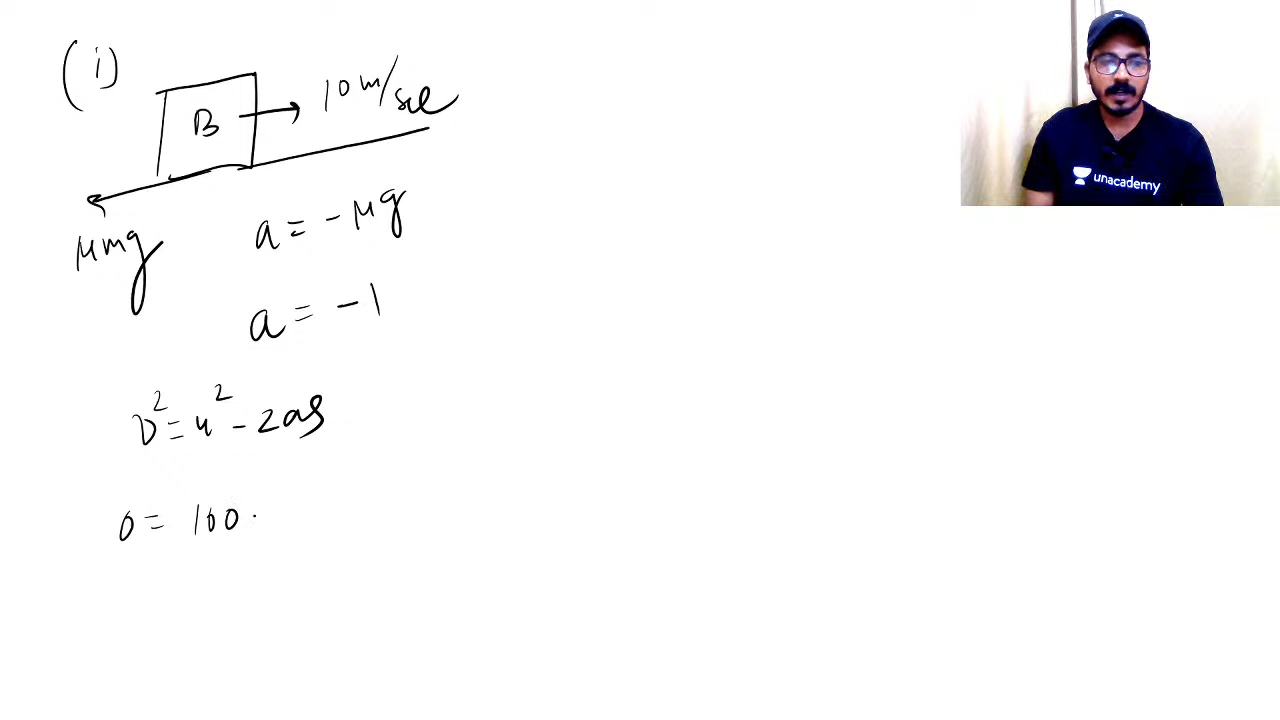 (i)
B
10 m/sec
μmg
a = -μg
a = -1
v² = u² - 2as
0 = 100
unacademy